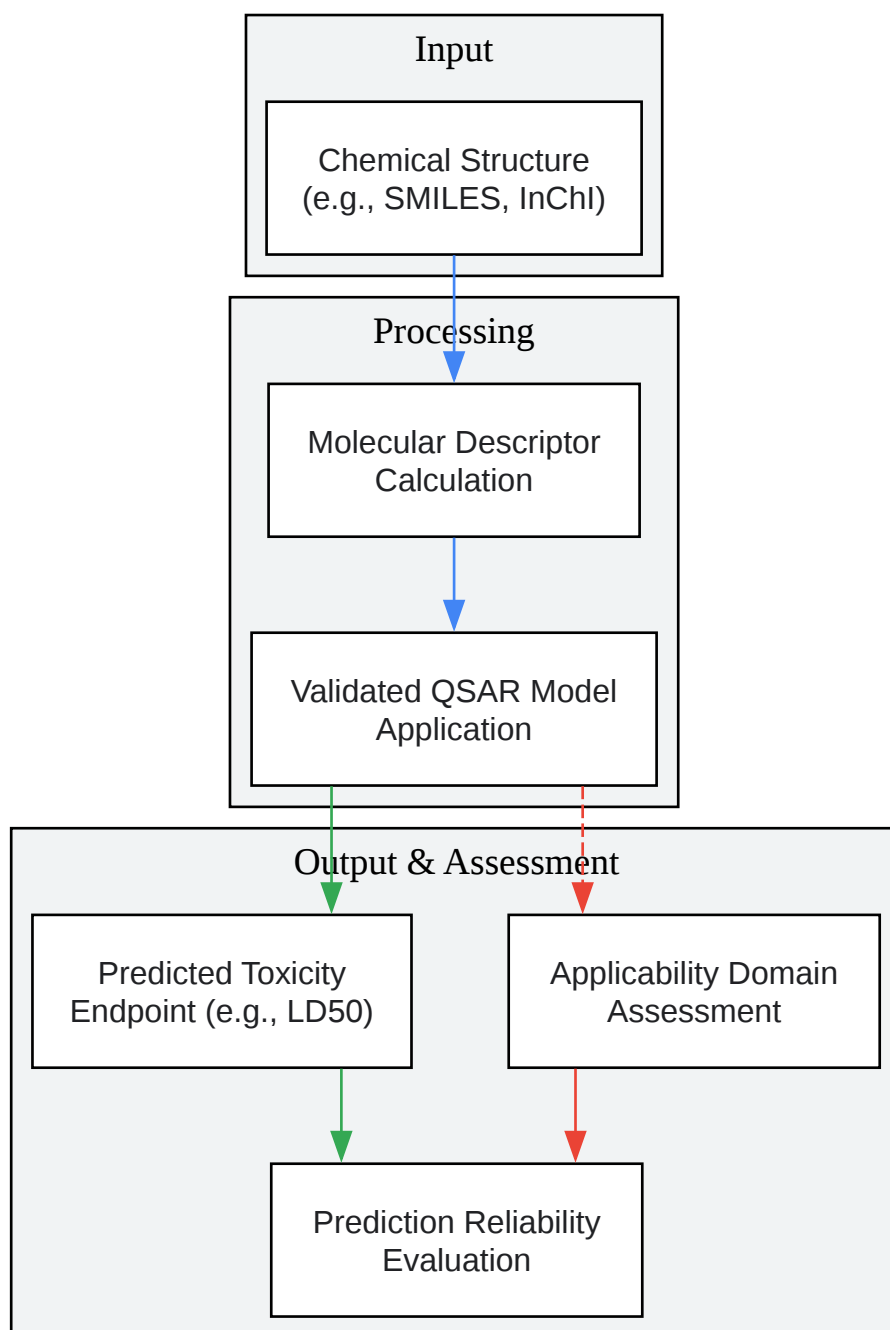 Input
Chemical Structure
(e.g., SMILES, InChI)
Processing
Molecular Descriptor
Calculation
Validated QSAR Model
Application
Output & Assessment
Predicted Toxicity
Endpoint (e.g., LD50)
Applicability Domain
Assessment
Prediction Reliability
Evaluation